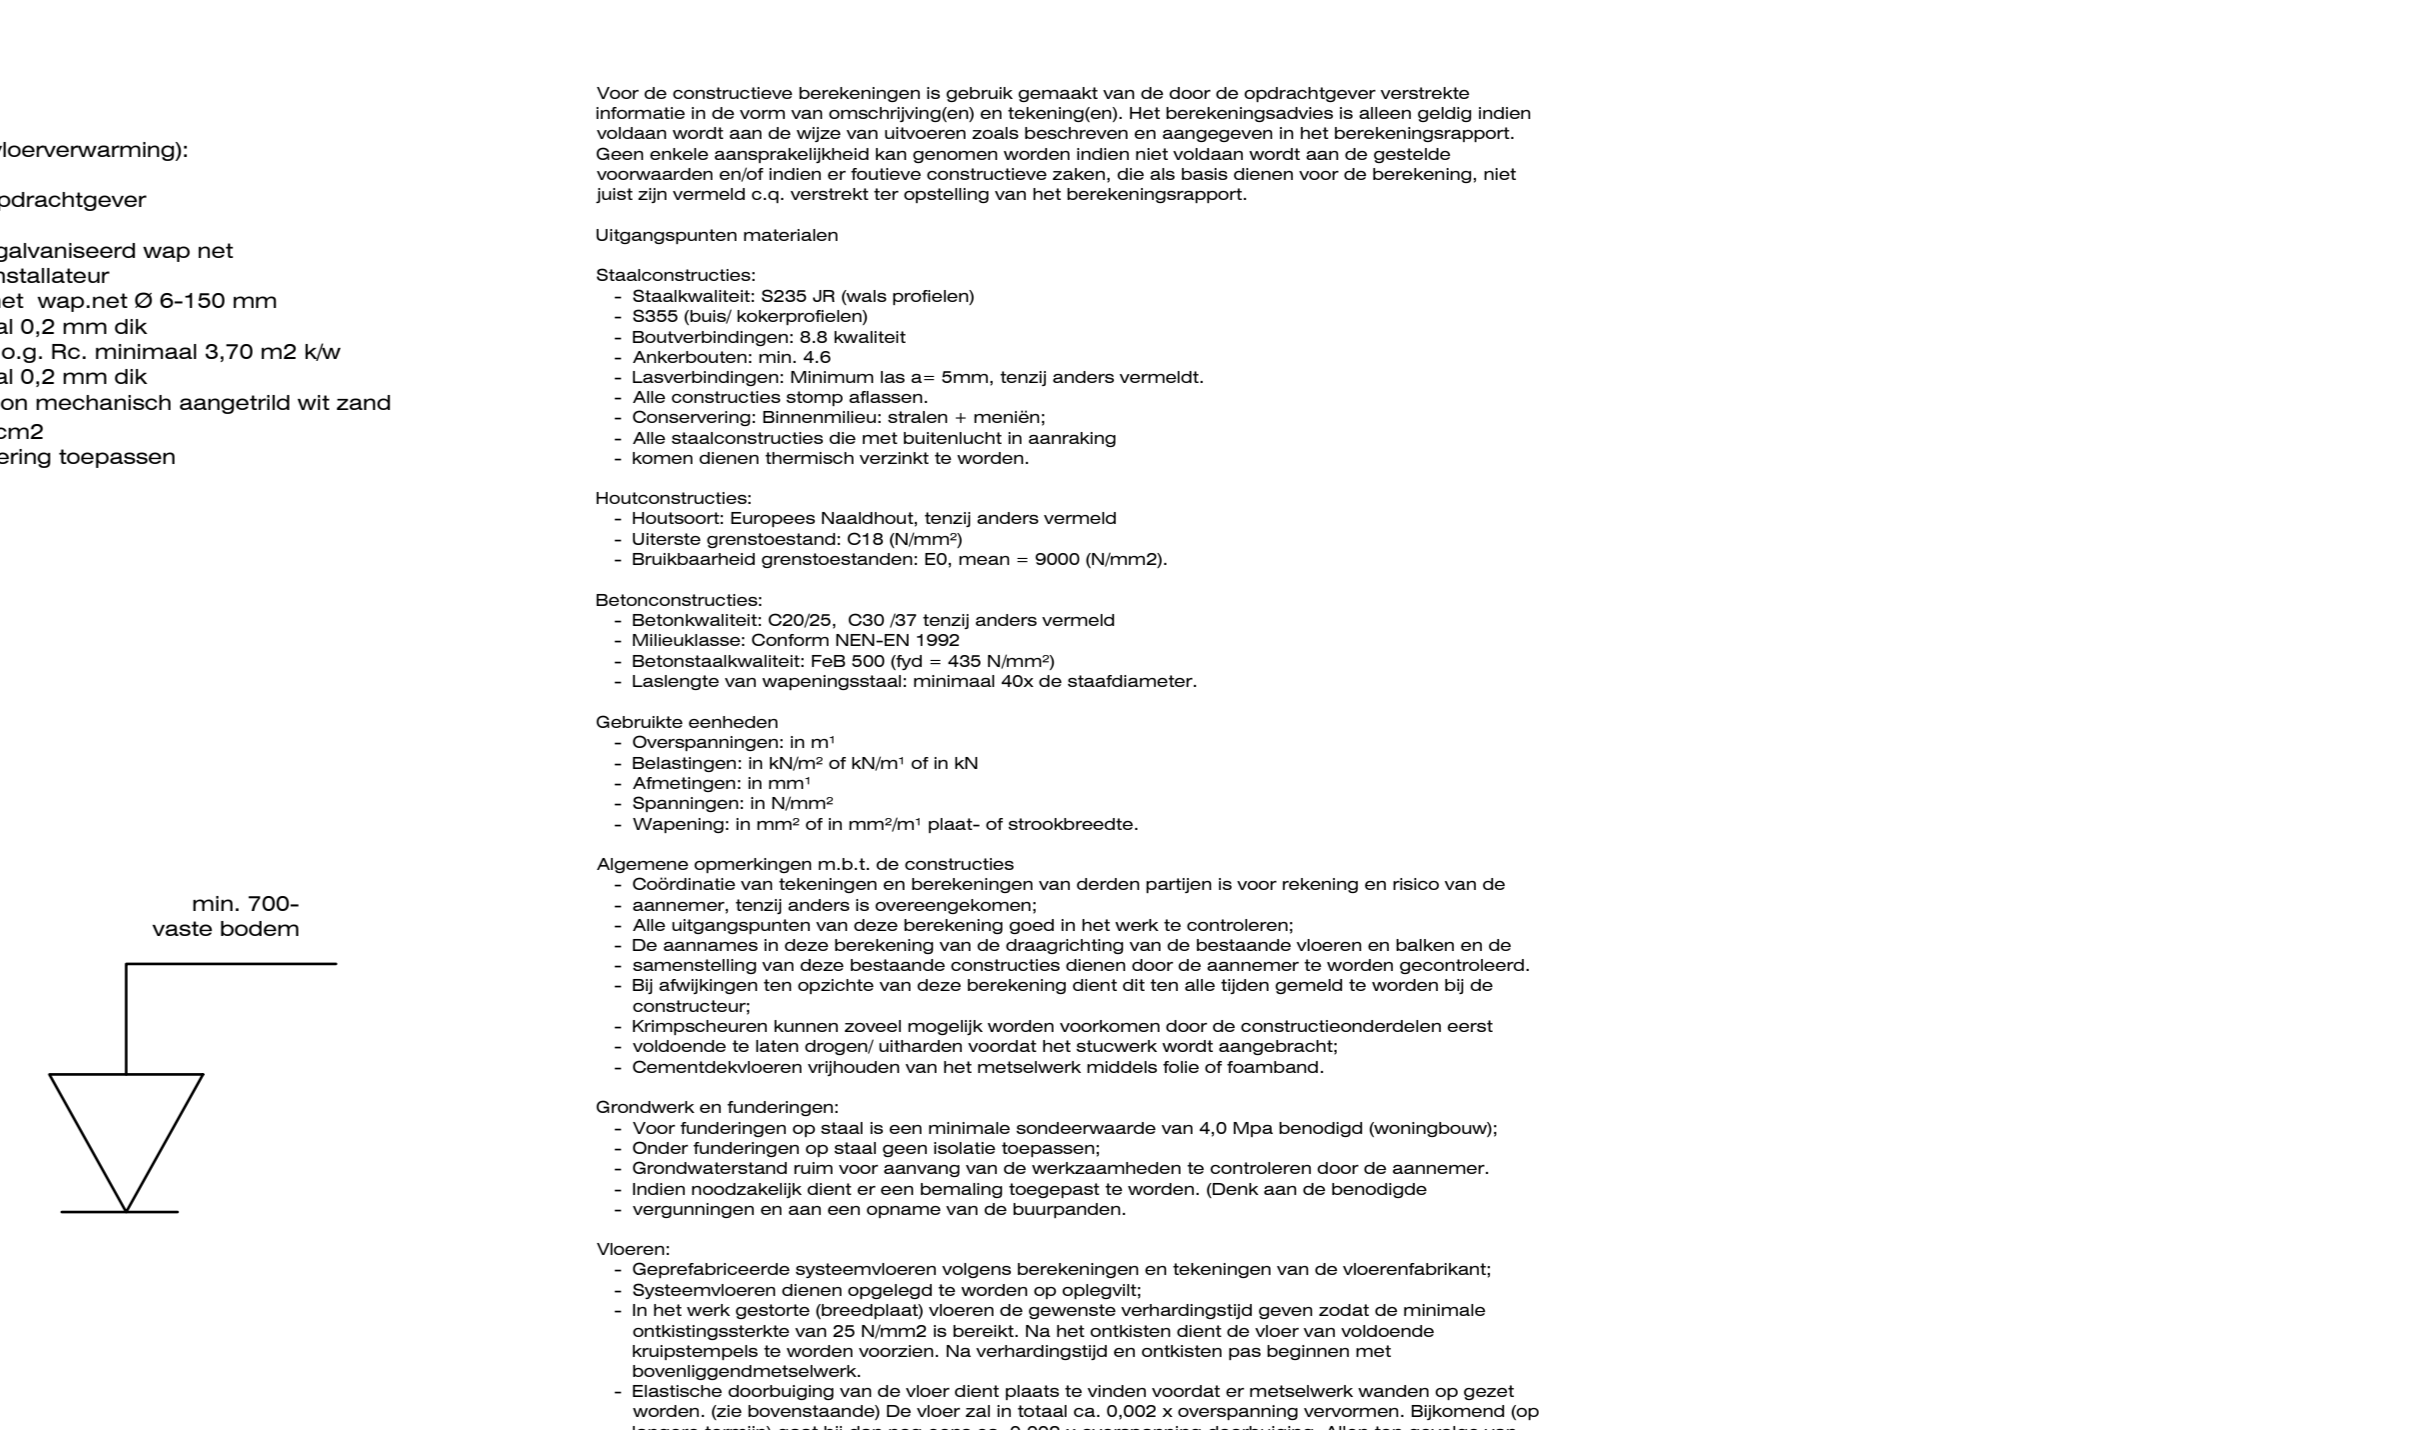 vloerverwarming):
opdrachtgever
galvaniseerd wap net
nstallateur
net  wap.net Ø 6-150 mm
al 0,2 mm dik
o.g. Rc. minimaal 3,70 m2 k/w
al 0,2 mm dik
on mechanisch aangetrild wit zand
cm2
ering toepassen
min. 700-
vaste bodem
Voor de constructieve berekeningen is gebruik gemaakt van de door de opdrachtgever verstrekte
informatie in de vorm van omschrijving(en) en tekening(en). Het berekeningsadvies is alleen geldig indien
voldaan wordt aan de wijze van uitvoeren zoals beschreven en aangegeven in het berekeningsrapport.
Geen enkele aansprakelijkheid kan genomen worden indien niet voldaan wordt aan de gestelde
voorwaarden en/of indien er foutieve constructieve zaken, die als basis dienen voor de berekening, niet
juist zijn vermeld c.q. verstrekt ter opstelling van het berekeningsrapport.
Uitgangspunten materialen
Staalconstructies:
- Staalkwaliteit: S235 JR (wals profielen)
- S355 (buis/ kokerprofielen)
- Boutverbindingen: 8.8 kwaliteit
- Ankerbouten: min. 4.6
- Lasverbindingen: Minimum las a= 5mm, tenzij anders vermeldt.
- Alle constructies stomp aflassen.
- Conservering: Binnenmilieu: stralen + meniën;
- Alle staalconstructies die met buitenlucht in aanraking
- komen dienen thermisch verzinkt te worden.
Houtconstructies:
- Houtsoort: Europees Naaldhout, tenzij anders vermeld
- Uiterste grenstoestand: C18 (N/mm²)
- Bruikbaarheid grenstoestanden: E0, mean = 9000 (N/mm2).
Betonconstructies:
- Betonkwaliteit: C20/25,  C30 /37 tenzij anders vermeld
- Milieuklasse: Conform NEN-EN 1992
- Betonstaalkwaliteit: FeB 500 (fyd = 435 N/mm²)
- Laslengte van wapeningsstaal: minimaal 40x de staafdiameter.
Gebruikte eenheden
- Overspanningen: in m¹
- Belastingen: in kN/m² of kN/m¹ of in kN
- Afmetingen: in mm¹
- Spanningen: in N/mm²
- Wapening: in mm² of in mm²/m¹ plaat- of strookbreedte.
Algemene opmerkingen m.b.t. de constructies
- Coördinatie van tekeningen en berekeningen van derden partijen is voor rekening en risico van de
- aannemer, tenzij anders is overeengekomen;
- Alle uitgangspunten van deze berekening goed in het werk te controleren;
- De aannames in deze berekening van de draagrichting van de bestaande vloeren en balken en de
- samenstelling van deze bestaande constructies dienen door de aannemer te worden gecontroleerd.
- Bij afwijkingen ten opzichte van deze berekening dient dit ten alle tijden gemeld te worden bij de
constructeur;
- Krimpscheuren kunnen zoveel mogelijk worden voorkomen door de constructieonderdelen eerst
- voldoende te laten drogen/ uitharden voordat het stucwerk wordt aangebracht;
- Cementdekvloeren vrijhouden van het metselwerk middels folie of foamband.
Grondwerk en funderingen:
- Voor funderingen op staal is een minimale sondeerwaarde van 4,0 Mpa benodigd (woningbouw);
- Onder funderingen op staal geen isolatie toepassen;
- Grondwaterstand ruim voor aanvang van de werkzaamheden te controleren door de aannemer.
- Indien noodzakelijk dient er een bemaling toegepast te worden. (Denk aan de benodigde
- vergunningen en aan een opname van de buurpanden.
Vloeren:
- Geprefabriceerde systeemvloeren volgens berekeningen en tekeningen van de vloerenfabrikant;
- Systeemvloeren dienen opgelegd te worden op oplegvilt;
- In het werk gestorte (breedplaat) vloeren de gewenste verhardingstijd geven zodat de minimale
ontkistingssterkte van 25 N/mm2 is bereikt. Na het ontkisten dient de vloer van voldoende
kruipstempels te worden voorzien. Na verhardingstijd en ontkisten pas beginnen met
bovenliggendmetselwerk.
- Elastische doorbuiging van de vloer dient plaats te vinden voordat er metselwerk wanden op gezet
worden. (zie bovenstaande) De vloer zal in totaal ca. 0,002 x overspanning vervormen. Bijkomend (op